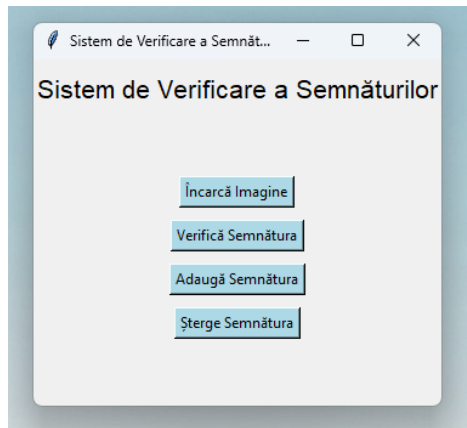 Sistem de Verificare a Semnăt...
Sistem de Verificare a Semnăturilor
Încarcă Imagine
Verifică Semnătura
Adaugă Semnătura
Șterge Semnătura